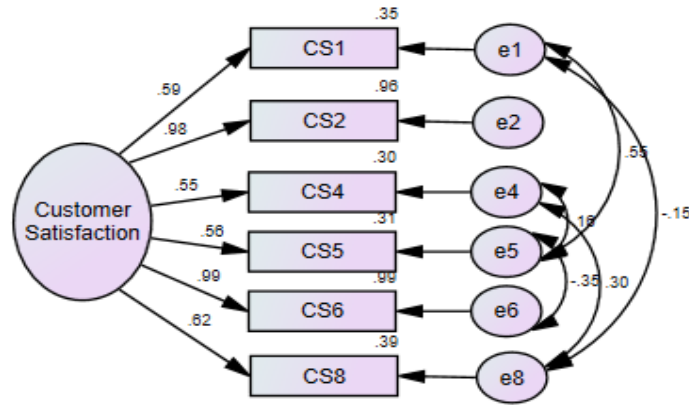 .35
CS1
e1
.59
.96
CS2
e2
.98
.55
.30
CS4
e4
.55
Customer
Satisfaction
.16
-.15
.31
CS5
e5
.56
.99
CS6
e6
.99
-.35
.30
.39
CS8
e8
.62